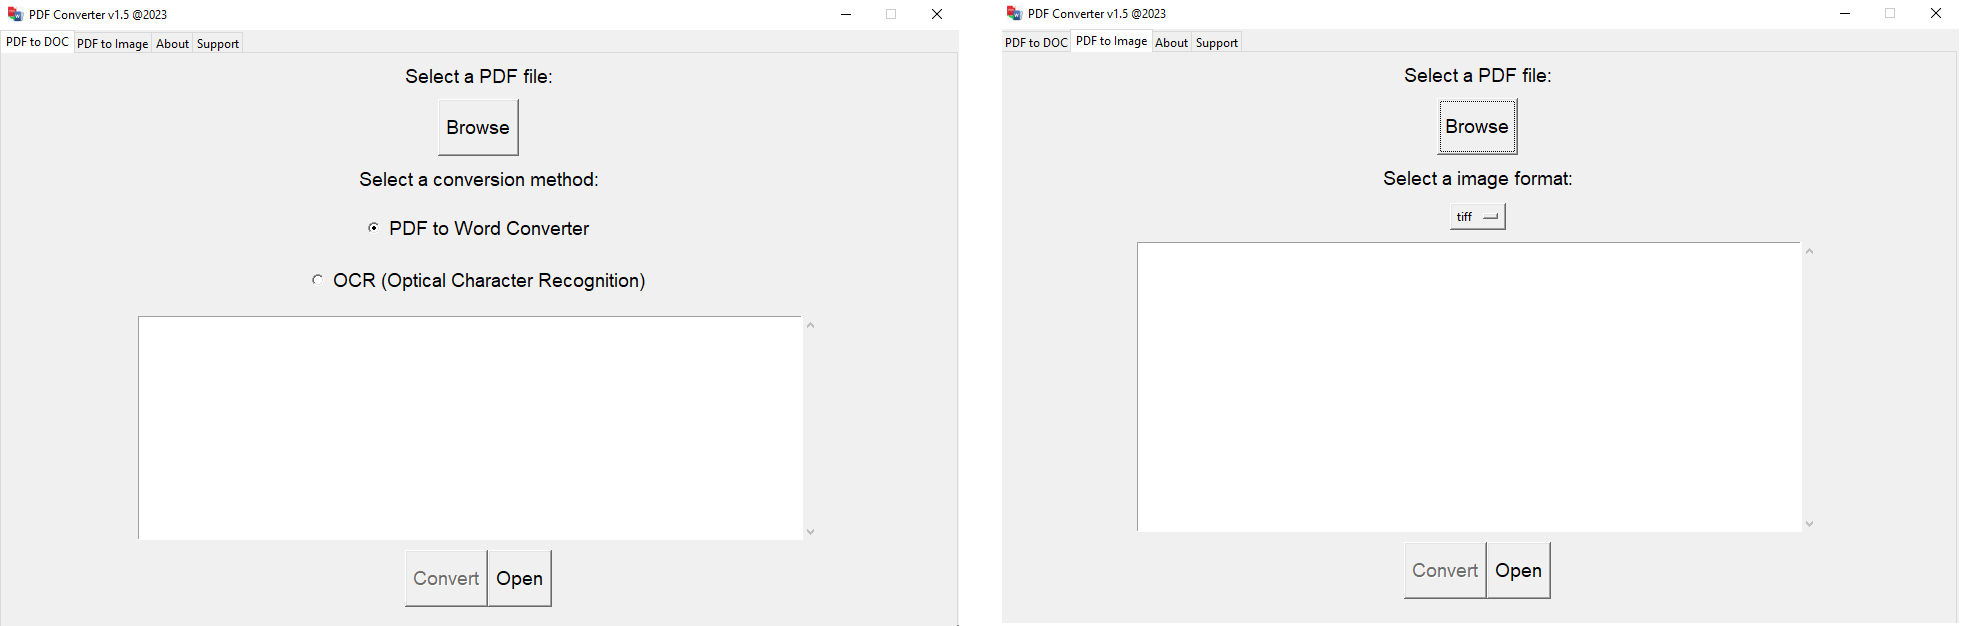 PDF Converter v1.5 @2023
PDF to DOC PDF to Image About Support
Select a PDF file:
Browse
Select a conversion method:
PDF to Word Converter
OCR (Optical Character Recognition)
Convert Open
PDF Converter v1.5 @2023
PDF to DOC PDF to Image About Support
Select a PDF file:
Browse
Select a image format:
tiff
Convert Open